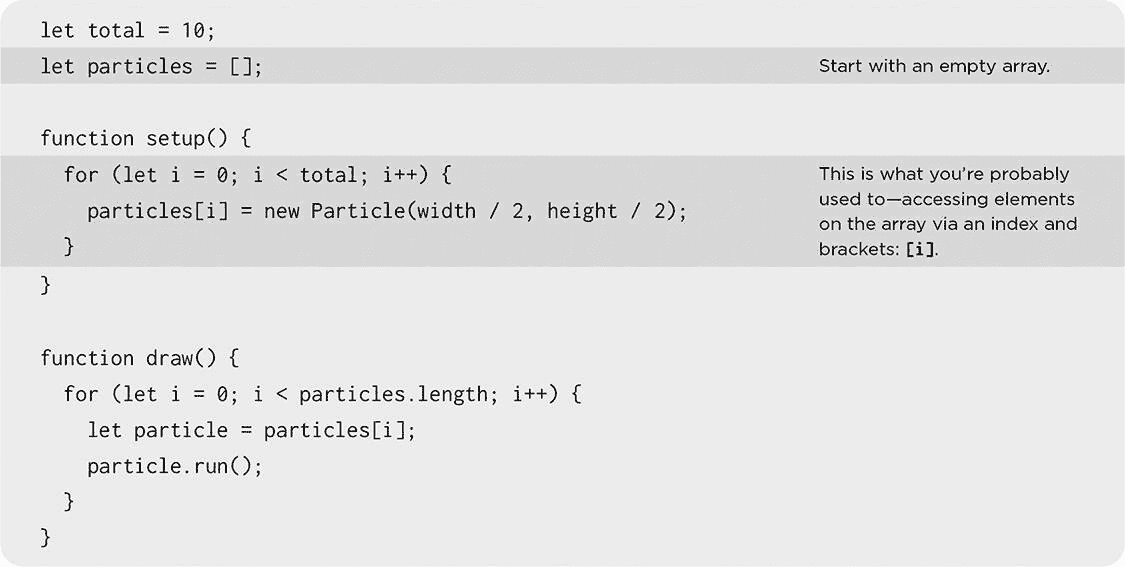 let total = 10;
let particles = [];
Start with an empty array.
function setup() {
for (let i = 0; i < total; i++) {
particles[i] = new Particle(width / 2, height / 2);
}
This is what you’re probably
used to—accessing elements
on the array via an index and
brackets: [i].
}
function draw() {
for (let i = 0; i < particles.length; i++) {
let particle = particles[i];
particle.run();
}
}